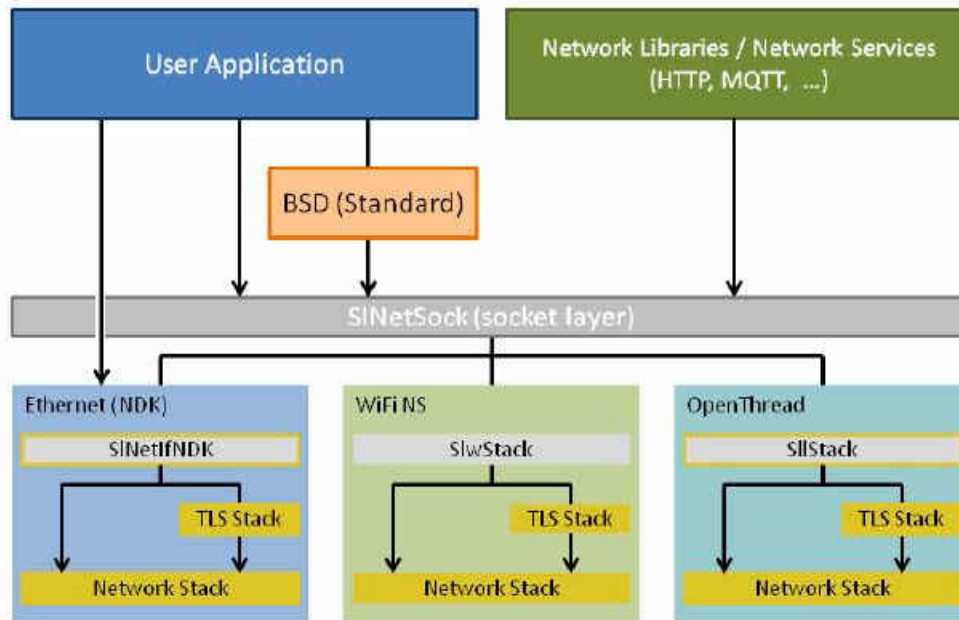 User Application
Network Libraries / Network Services
(HTTP, MQTT, ...)
BSD (Standard)
SlNetSock (socket layer)
Ethernet (NDK)
SlNetIfNDK
TLS Stack
Network Stack
WiFi NS
SlwStack
TLS Stack
Network Stack
OpenThread
SllStack
TLS Stack
Network Stack